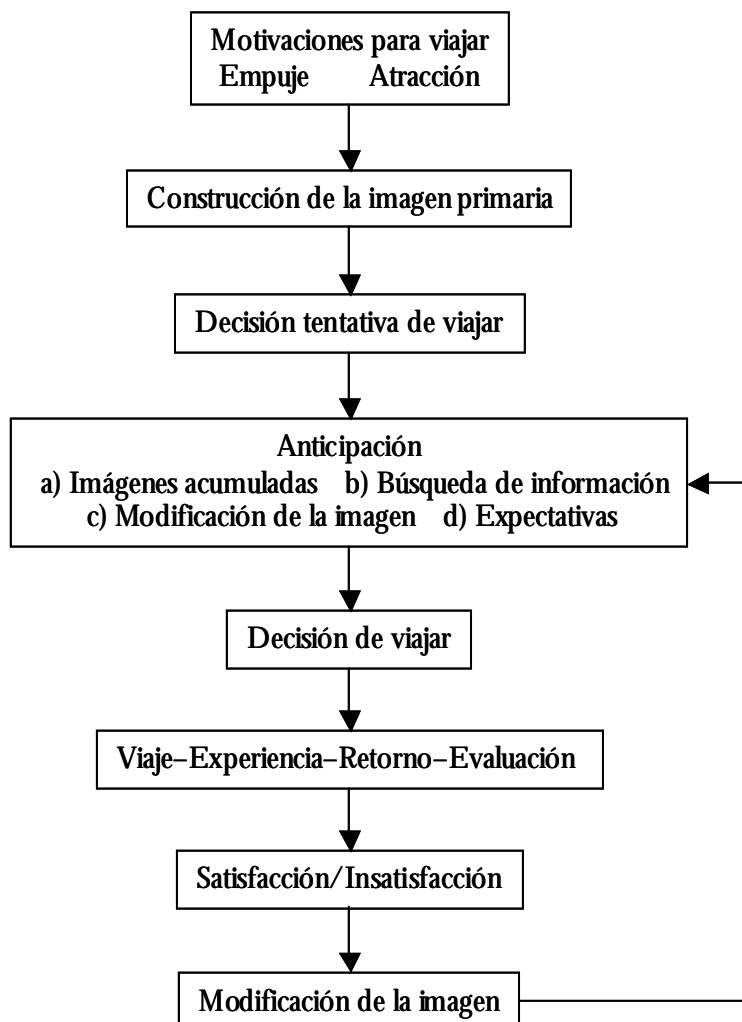 Motivaciones para viajar
Empuje Atracción
Construcción de la imagen primaria
Decisión tentativa de viajar
Anticipación
a) Imágenes acumuladas b) Búsqueda de información
c) Modificación de la imagen d) Expectativas
Decisión de viajar
Viaje–Experiencia–Retorno–Evaluación
Satisfacción/Insatisfacción
Modificación de la imagen